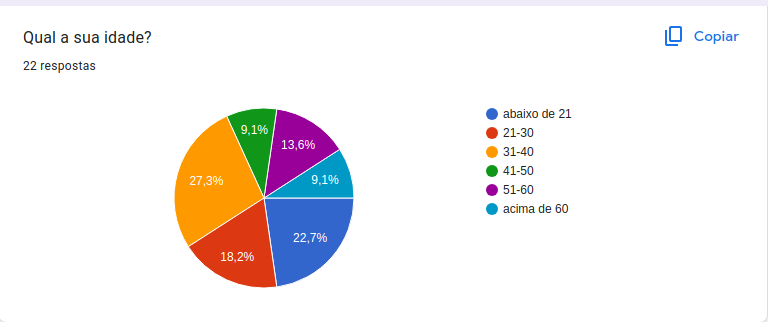 Qual a sua idade?
Copiar
22 respostas
9,1%
13,6%
9,1%
27,3%
22,7%
18,2%
abaixo de 21
21-30
31-40
41-50
51-60
acima de 60